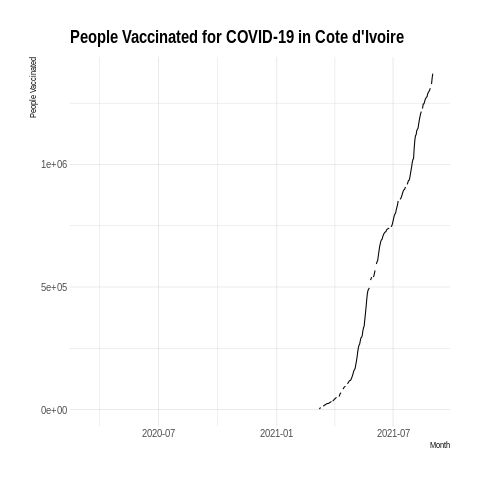 People Vaccinated for COVID-19 in Cote d'Ivoire
People Vaccinated
1e+06
5e+05
0e+00
2020-07
2021-01
2021-07
Month